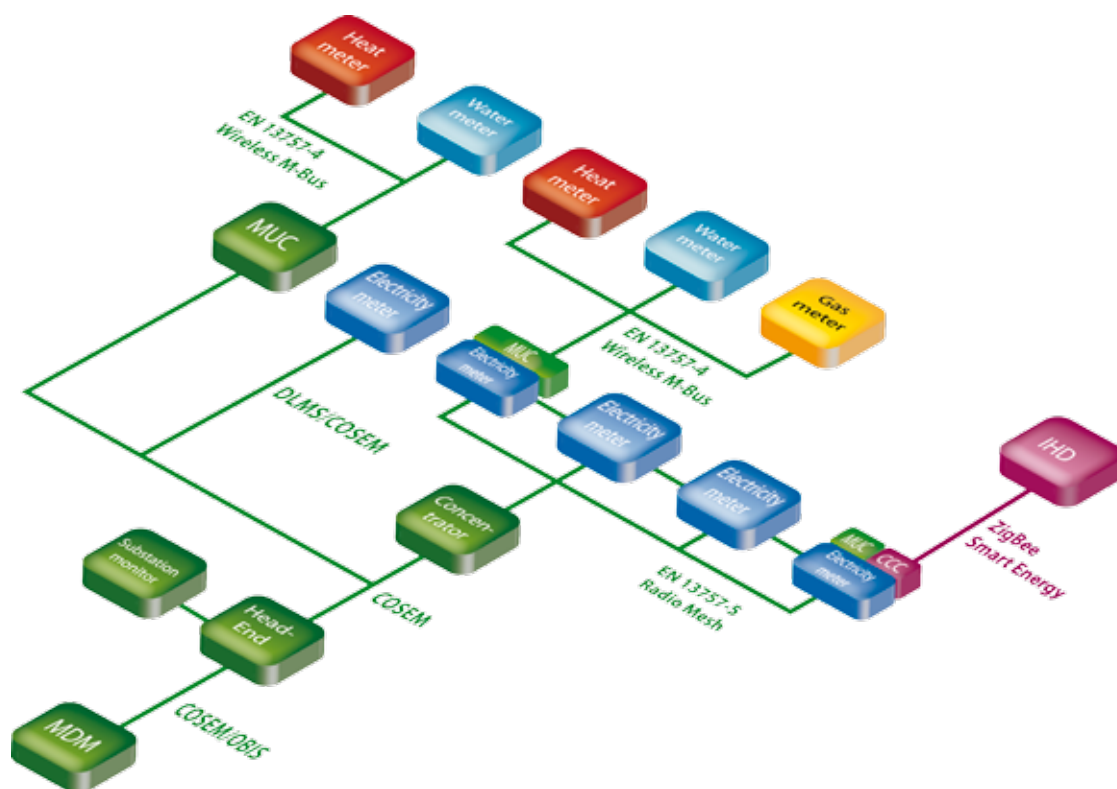 Heat
meter
EN 13757-4
Wireless M-Bus
Water
meter
Heat
meter
MUC
Water
meter
Electricity
meter
Gas
meter
MUC
Electricity
meter
EN 13757-4
Wireless M-Bus
DLMS/COSEM
Electricity
meter
IHD
Electricity
meter
Concen-
trator
MUC
CCC
Electricity
meter
ZigBee
Smart Energy
Substation
monitor
EN 13757-5
Radio Mesh
COSEM
Head-
End
COSEM/OBIS
MDM